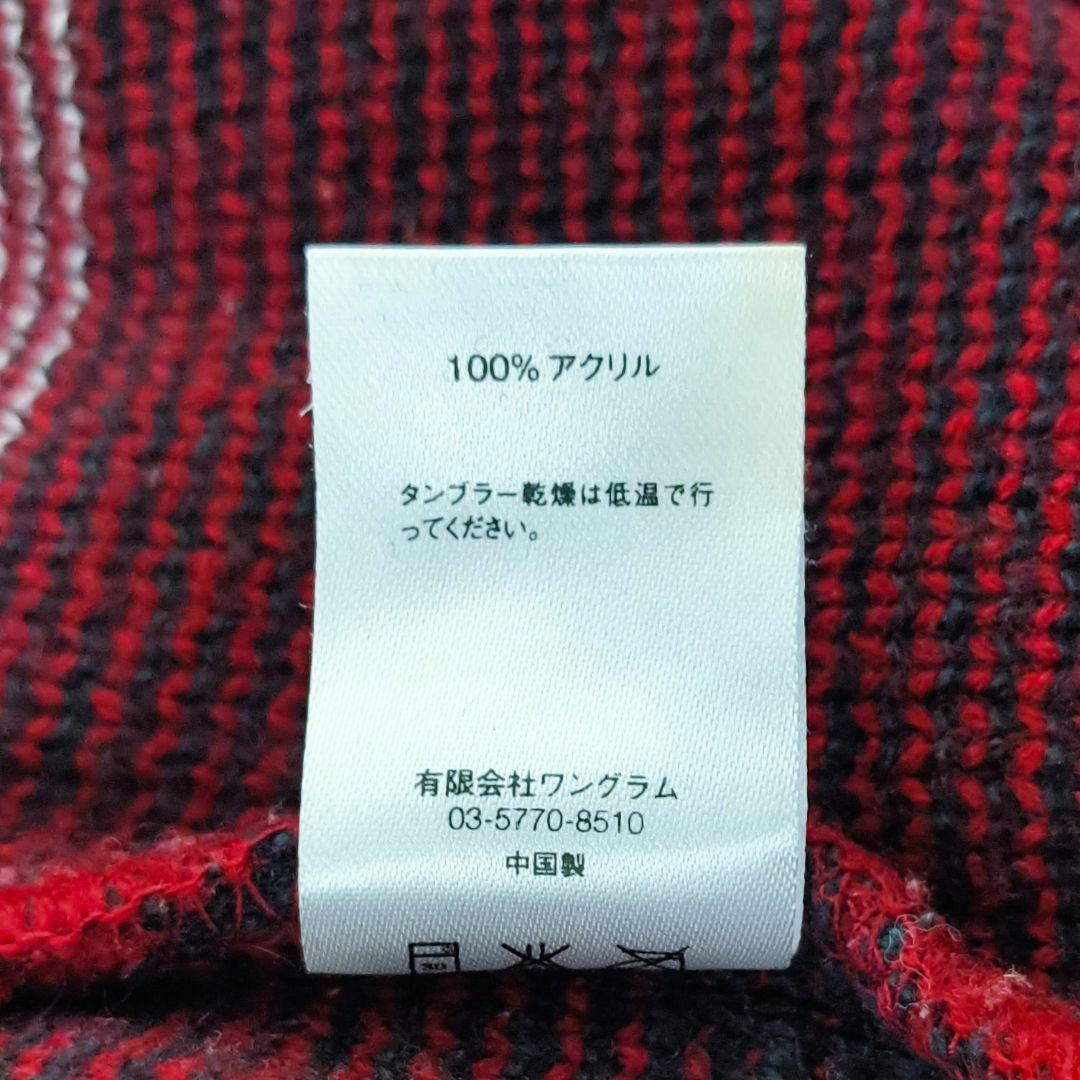 100% アクリル
タンブラー乾燥は低温で行
ってください。
有限会社ワングラム
03-5770-8510
中国製
30